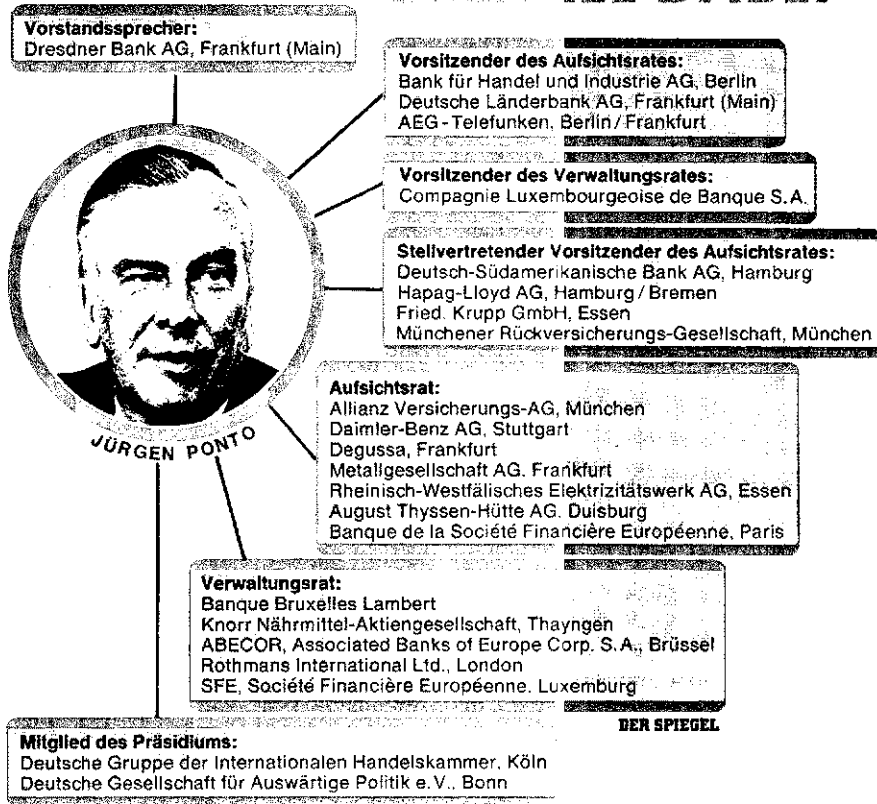 Vorstandssprecher:
Dresdner Bank AG, Frankfurt (Main)
Vorsitzender des Aufsichtsrates:
Bank für Handel und Industrie AG, Berlin
Deutsche Länderbank AG, Frankfurt (Main)
AEG-Telefunken, Berlin/Frankfurt
Vorsitzender des Verwaltungsrates:
Compagnie Luxembourgeoise de Banque S.A.
Stellvertretender Vorsitzender des Aufsichtsrates:
Deutsch-Südamerikanische Bank AG, Hamburg
Hapag-Lloyd AG, Hamburg/Bremen
Fried. Krupp GmbH, Essen
Münchener Rückversicherungs-Gesellschaft, München
JÜRGEN PONTO
Aufsichtsrat:
Allianz Versicherungs-AG, München
Daimler-Benz AG, Stuttgart
Degussa, Frankfurt
Metallgesellschaft AG. Frankfurt
Rheinisch-Westfälisches Elektrizitätswerk AG, Essen
August Thyssen-Hütte AG. Duisburg
Banque de la Société Financière Européenne, Paris
Verwaltungsrat:
Banque Bruxelles Lambert
Knorr Nährmittel-Aktiengesellschaft, Thayngen
ABECOR, Associated Banks of Europe Corp. S.A., Brüssel
Rothmans International Ltd., London
SFE, Société Financière Européenne. Luxemburg
DER SPIEGEL
Mitglied des Präsidiums:
Deutsche Gruppe der Internationalen Handelskammer, Köln
Deutsche Gesellschaft für Auswärtige Politik e.V., Bonn